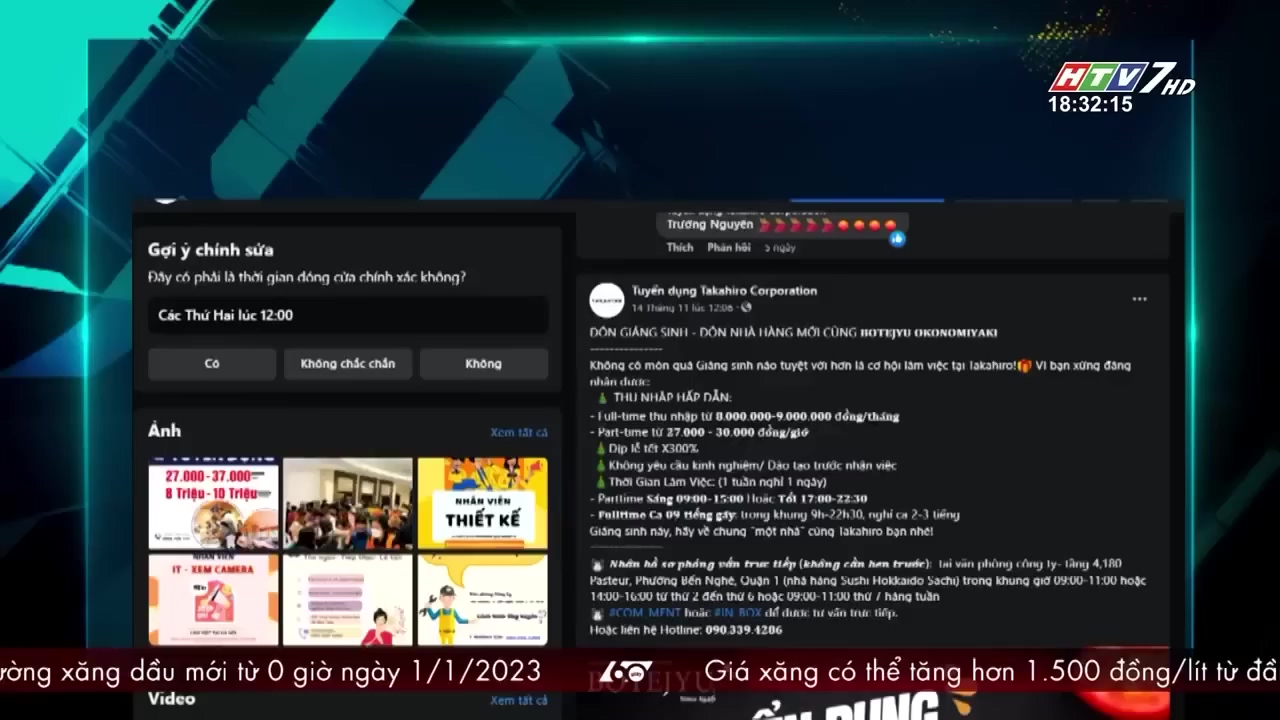 HTV7 HD
18:32:15
Gợi ý chỉnh sửa
Đây có phải là thời gian đóng cửa chính xác không?
Các Thứ Hai lúc 12:00
Có
Không chắc chắn
Không
Ảnh
Xem tất cả
27.000-37.000
8 Triệu-10 Triệu
NHÂN VIÊN
THIẾT KẾ
NHÂN VIÊN
IT - XEM CAMERA
Video
Xem tất cả
Tuyển dụng Takahiro Corporation
Trường Nguyên
Thích Phản hồi 5 ngày
Tuyển dụng Takahiro Corporation
14 Tháng 11 lúc 12:06
ĐÓN GIÁNG SINH - ĐÓN NHÀ HÀNG MỚI CÙNG BOTEJYU OKONOMIYAKI
---------------
Không có món quà Giáng sinh nào tuyệt vời hơn là cơ hội làm việc tại Takahiro!🎁 Vì bạn xứng đáng
nhận được:
🎄 THU NHẬP HẤP DẪN:
- Full-time thu nhập từ 8.000.000-9.000.000 đồng/tháng
- Part-time từ 27.000 - 30.000 đồng/giờ
🎄Dịp lễ tết X300%
🎄Không yêu cầu kinh nghiệm/ Đào tạo trước nhận việc
🎄Thời Gian Làm Việc: (1 tuần nghỉ 1 ngày)
- Parttime Sáng 09:00-15:00 Hoặc Tối 17:00-22:30
- Fulltime Ca 09 tiếng gãy: trong khung 9h-22h30, nghỉ ca 2-3 tiếng
Giáng sinh này, hãy về chung "một nhà" cùng Takahiro bạn nhé!
---------------
Nhận hồ sơ phỏng vấn trực tiếp (không cần hẹn trước): tại văn phòng công ty- tầng 4,180
Pasteur, Phường Bến Nghé, Quận 1 (nhà hàng Sushi Hokkaido Sachi) trong khung giờ 09:00-11:00 hoặc
14:00-16:00 từ thứ 2 đến thứ 6 hoặc 09:00-11:00 thứ 7 hàng tuần
#COM_MENT hoặc #IN_BOX để được tư vấn trực tiếp.
Hoặc liên hệ Hotline: 090.339.4286
BOTEJYU
ường xăng dầu mới từ 0 giờ ngày 1/1/2023 60 giây Giá xăng có thể tăng hơn 1.500 đồng/lít từ đầ